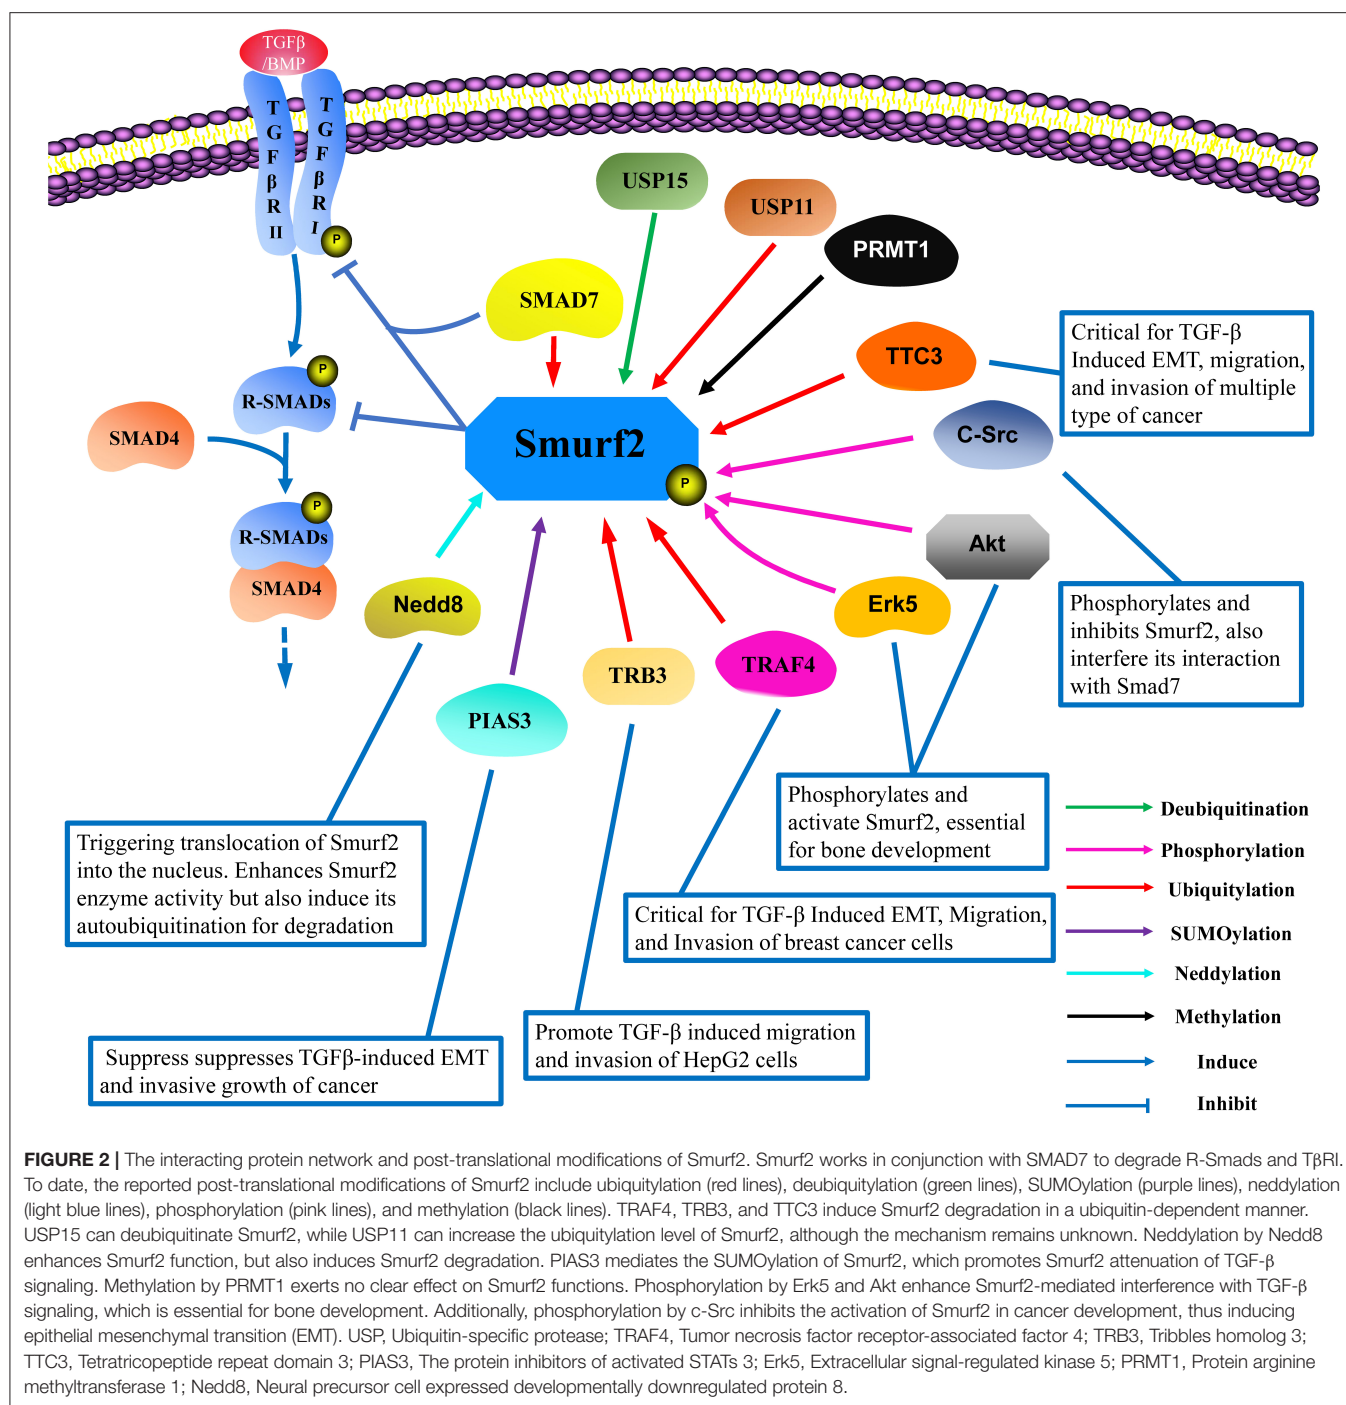 TGFβ
/BMP
TGFβRII
TGFβRI
P
USP15
USP11
PRMT1
SMAD7
TTC3
Critical for TGF-β
Induced EMT, migration,
and invasion of multiple
type of cancer
P
R-SMADs
SMAD4
Smurf2
P
C-Src
P
R-SMADs
SMAD4
Akt
Nedd8
Erk5
Phosphorylates and
inhibits Smurf2, also
interfere its interaction
with Smad7
TRB3
TRAF4
PIAS3
Phosphorylates and
activate Smurf2, essential
for bone development
Triggering translocation of Smurf2
into the nucleus. Enhances Smurf2
enzyme activity but also induce its
autoubiquitination for degradation
Critical for TGF-β Induced EMT, Migration,
and Invasion of breast cancer cells
Promote TGF-β induced migration
and invasion of HepG2 cells
Suppress suppresses TGFβ-induced EMT
and invasive growth of cancer
Deubiquitination
Phosphorylation
Ubiquitylation
SUMOylation
Neddylation
Methylation
Induce
Inhibit
FIGURE 2 | The interacting protein network and post-translational modifications of Smurf2. Smurf2 works in conjunction with SMAD7 to degrade R-Smads and TβRI.
To date, the reported post-translational modifications of Smurf2 include ubiquitylation (red lines), deubiquitylation (green lines), SUMOylation (purple lines), neddylation
(light blue lines), phosphorylation (pink lines), and methylation (black lines). TRAF4, TRB3, and TTC3 induce Smurf2 degradation in a ubiquitin-dependent manner.
USP15 can deubiquitinate Smurf2, while USP11 can increase the ubiquitylation level of Smurf2, although the mechanism remains unknown. Neddylation by Nedd8
enhances Smurf2 function, but also induces Smurf2 degradation. PIAS3 mediates the SUMOylation of Smurf2, which promotes Smurf2 attenuation of TGF-β
signaling. Methylation by PRMT1 exerts no clear effect on Smurf2 functions. Phosphorylation by Erk5 and Akt enhance Smurf2-mediated interference with TGF-β
signaling, which is essential for bone development. Additionally, phosphorylation by c-Src inhibits the activation of Smurf2 in cancer development, thus inducing
epithelial mesenchymal transition (EMT). USP, Ubiquitin-specific protease; TRAF4, Tumor necrosis factor receptor-associated factor 4; TRB3, Tribbles homolog 3;
TTC3, Tetratricopeptide repeat domain 3; PIAS3, The protein inhibitors of activated STATs 3; Erk5, Extracellular signal-regulated kinase 5; PRMT1, Protein arginine
methyltransferase 1; Nedd8, Neural precursor cell expressed developmentally downregulated protein 8.